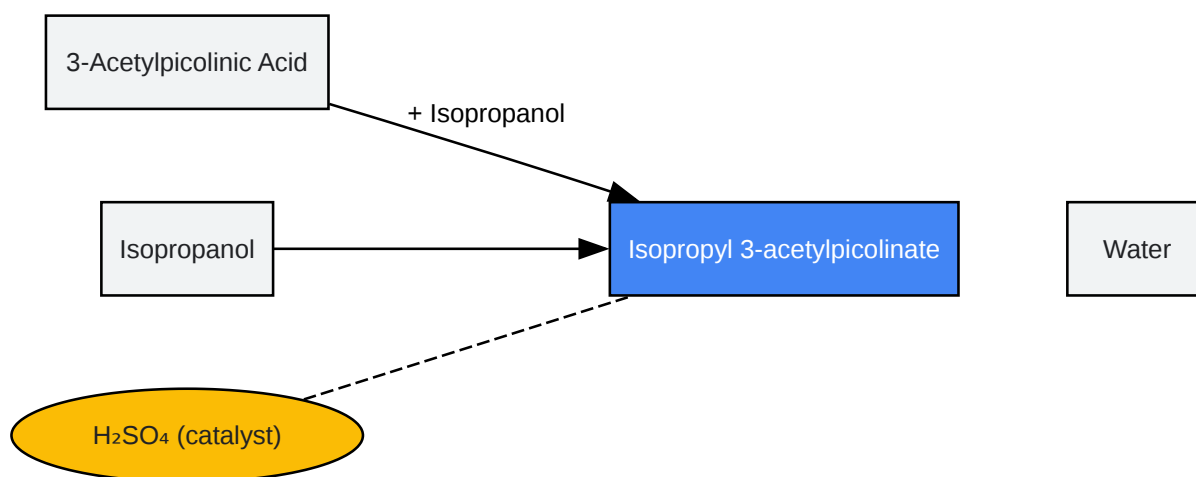 3-Acetylpicolinic Acid
+ Isopropanol
Isopropanol
Isopropyl 3-acetylpicolinate
Water
H₂SO₄ (catalyst)